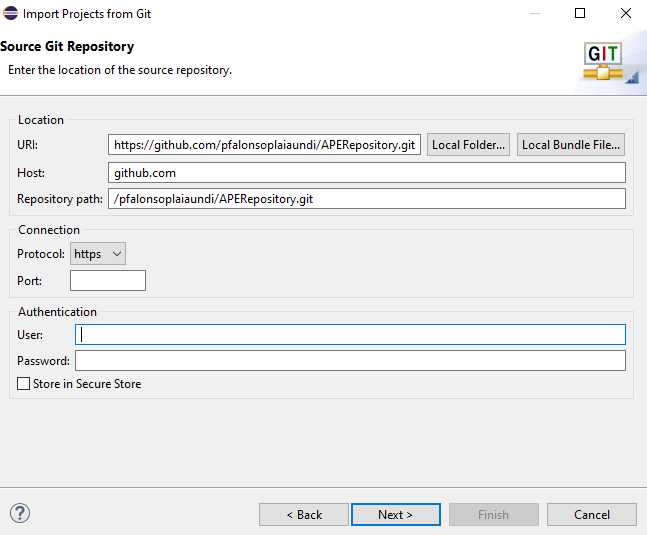 Import Projects from Git
Source Git Repository
Enter the location of the source repository.
GIT
Location
URI: https://github.com/pfalonsoplaiaundi/APERepository.git Local Folder... Local Bundle File...
Host: github.com
Repository path: /pfalonsoplaiaundi/APERepository.git
Connection
Protocol: https
Port:
Authentication
User:
Password:
Store in Secure Store
? < Back Next > Finish Cancel